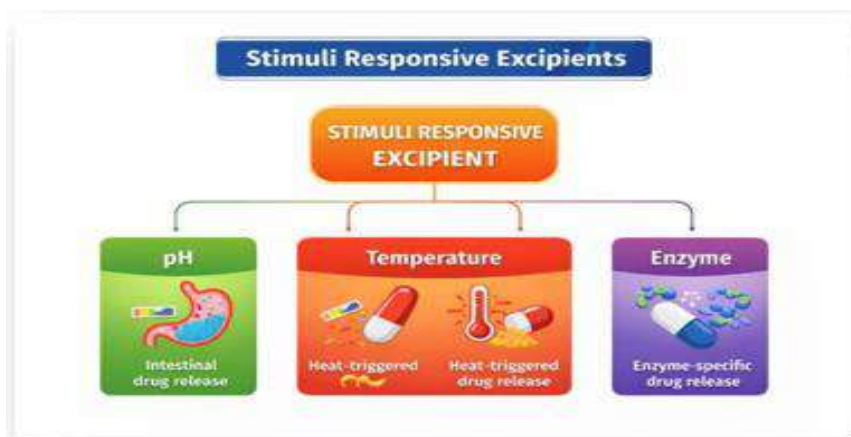 Stimuli Responsive Excipients
STIMULI RESPONSIVE
EXCIPIENT
pH
Intestinal
drug release
Temperature
Heat-triggered
Heat-triggered
drug release
Enzyme
Enzyme-specific
drug release